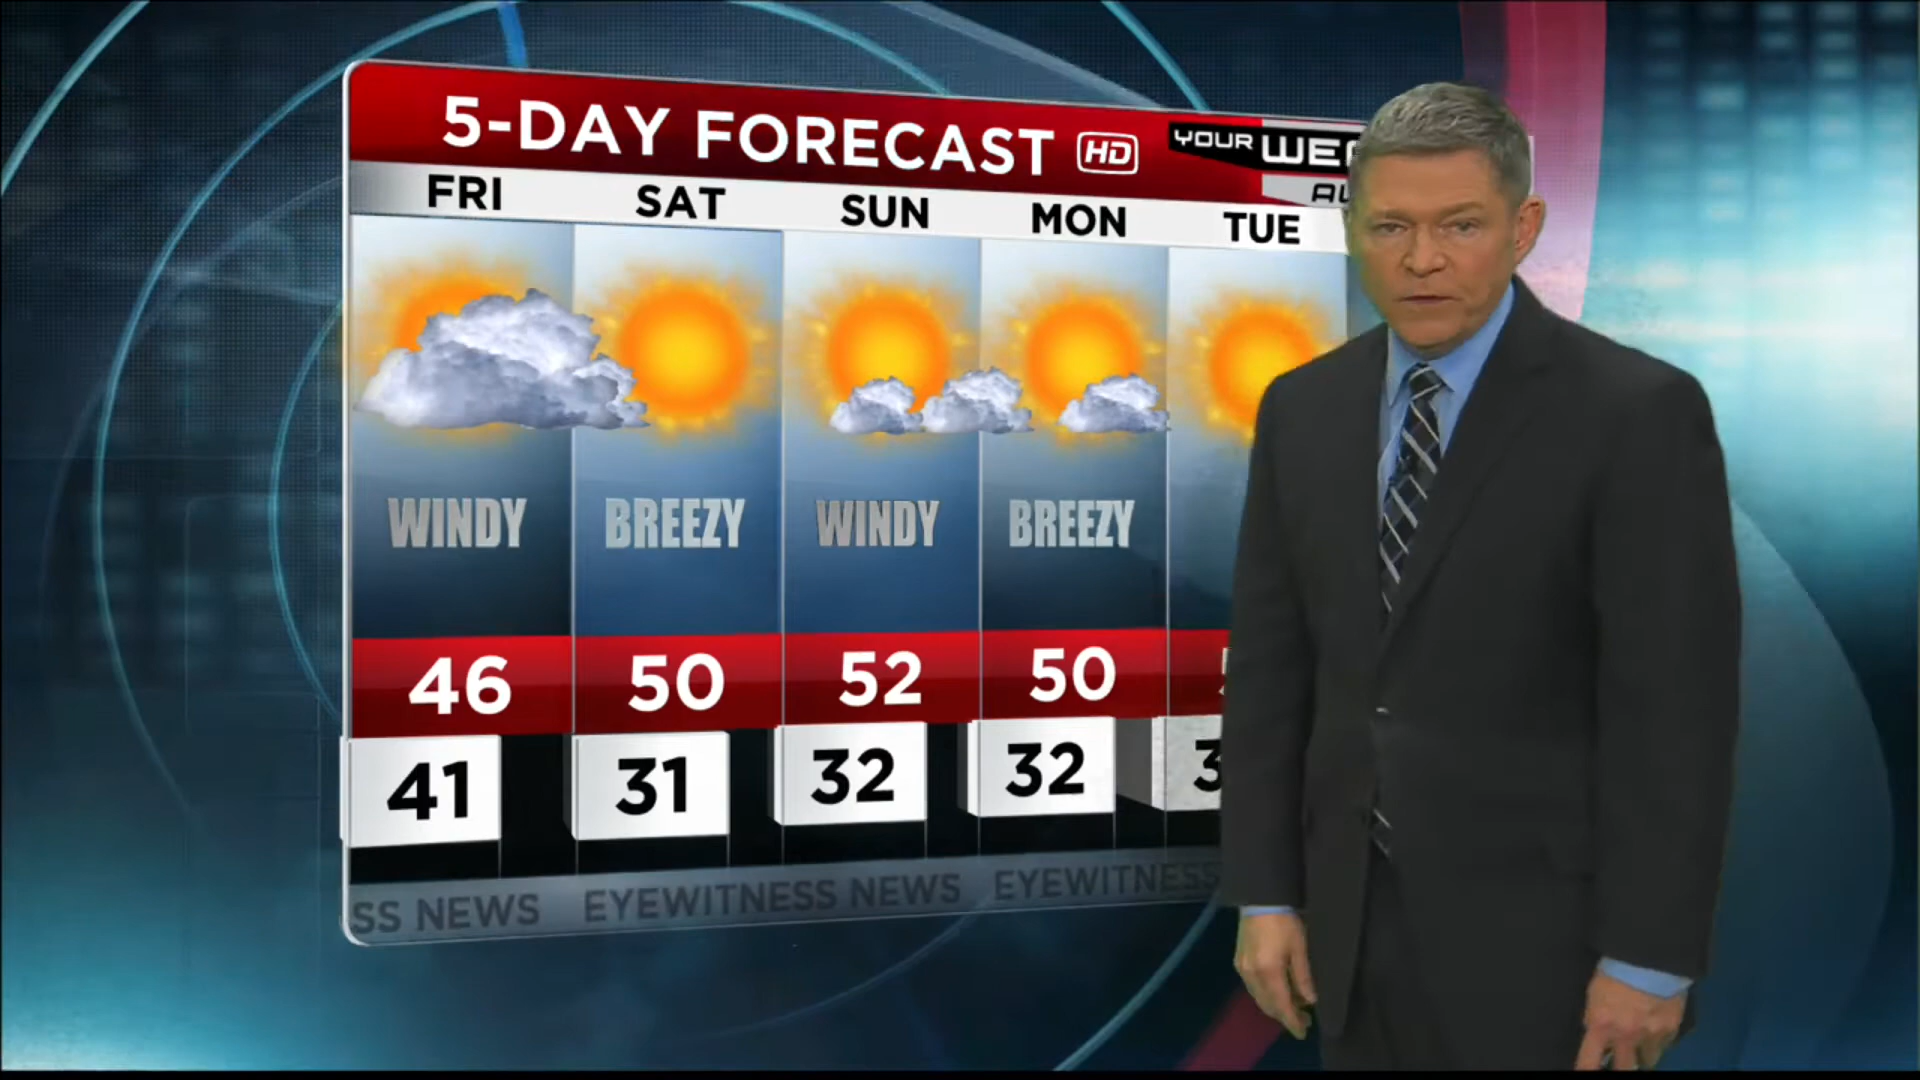 5-DAY FORECAST HD
YOUR
FRI SAT SUN MON TUE
WINDY BREEZY WINDY BREEZY
46 50 52 50
41 31 32 32
NEWS EYEWITNESS NEWS EYEWITNESS